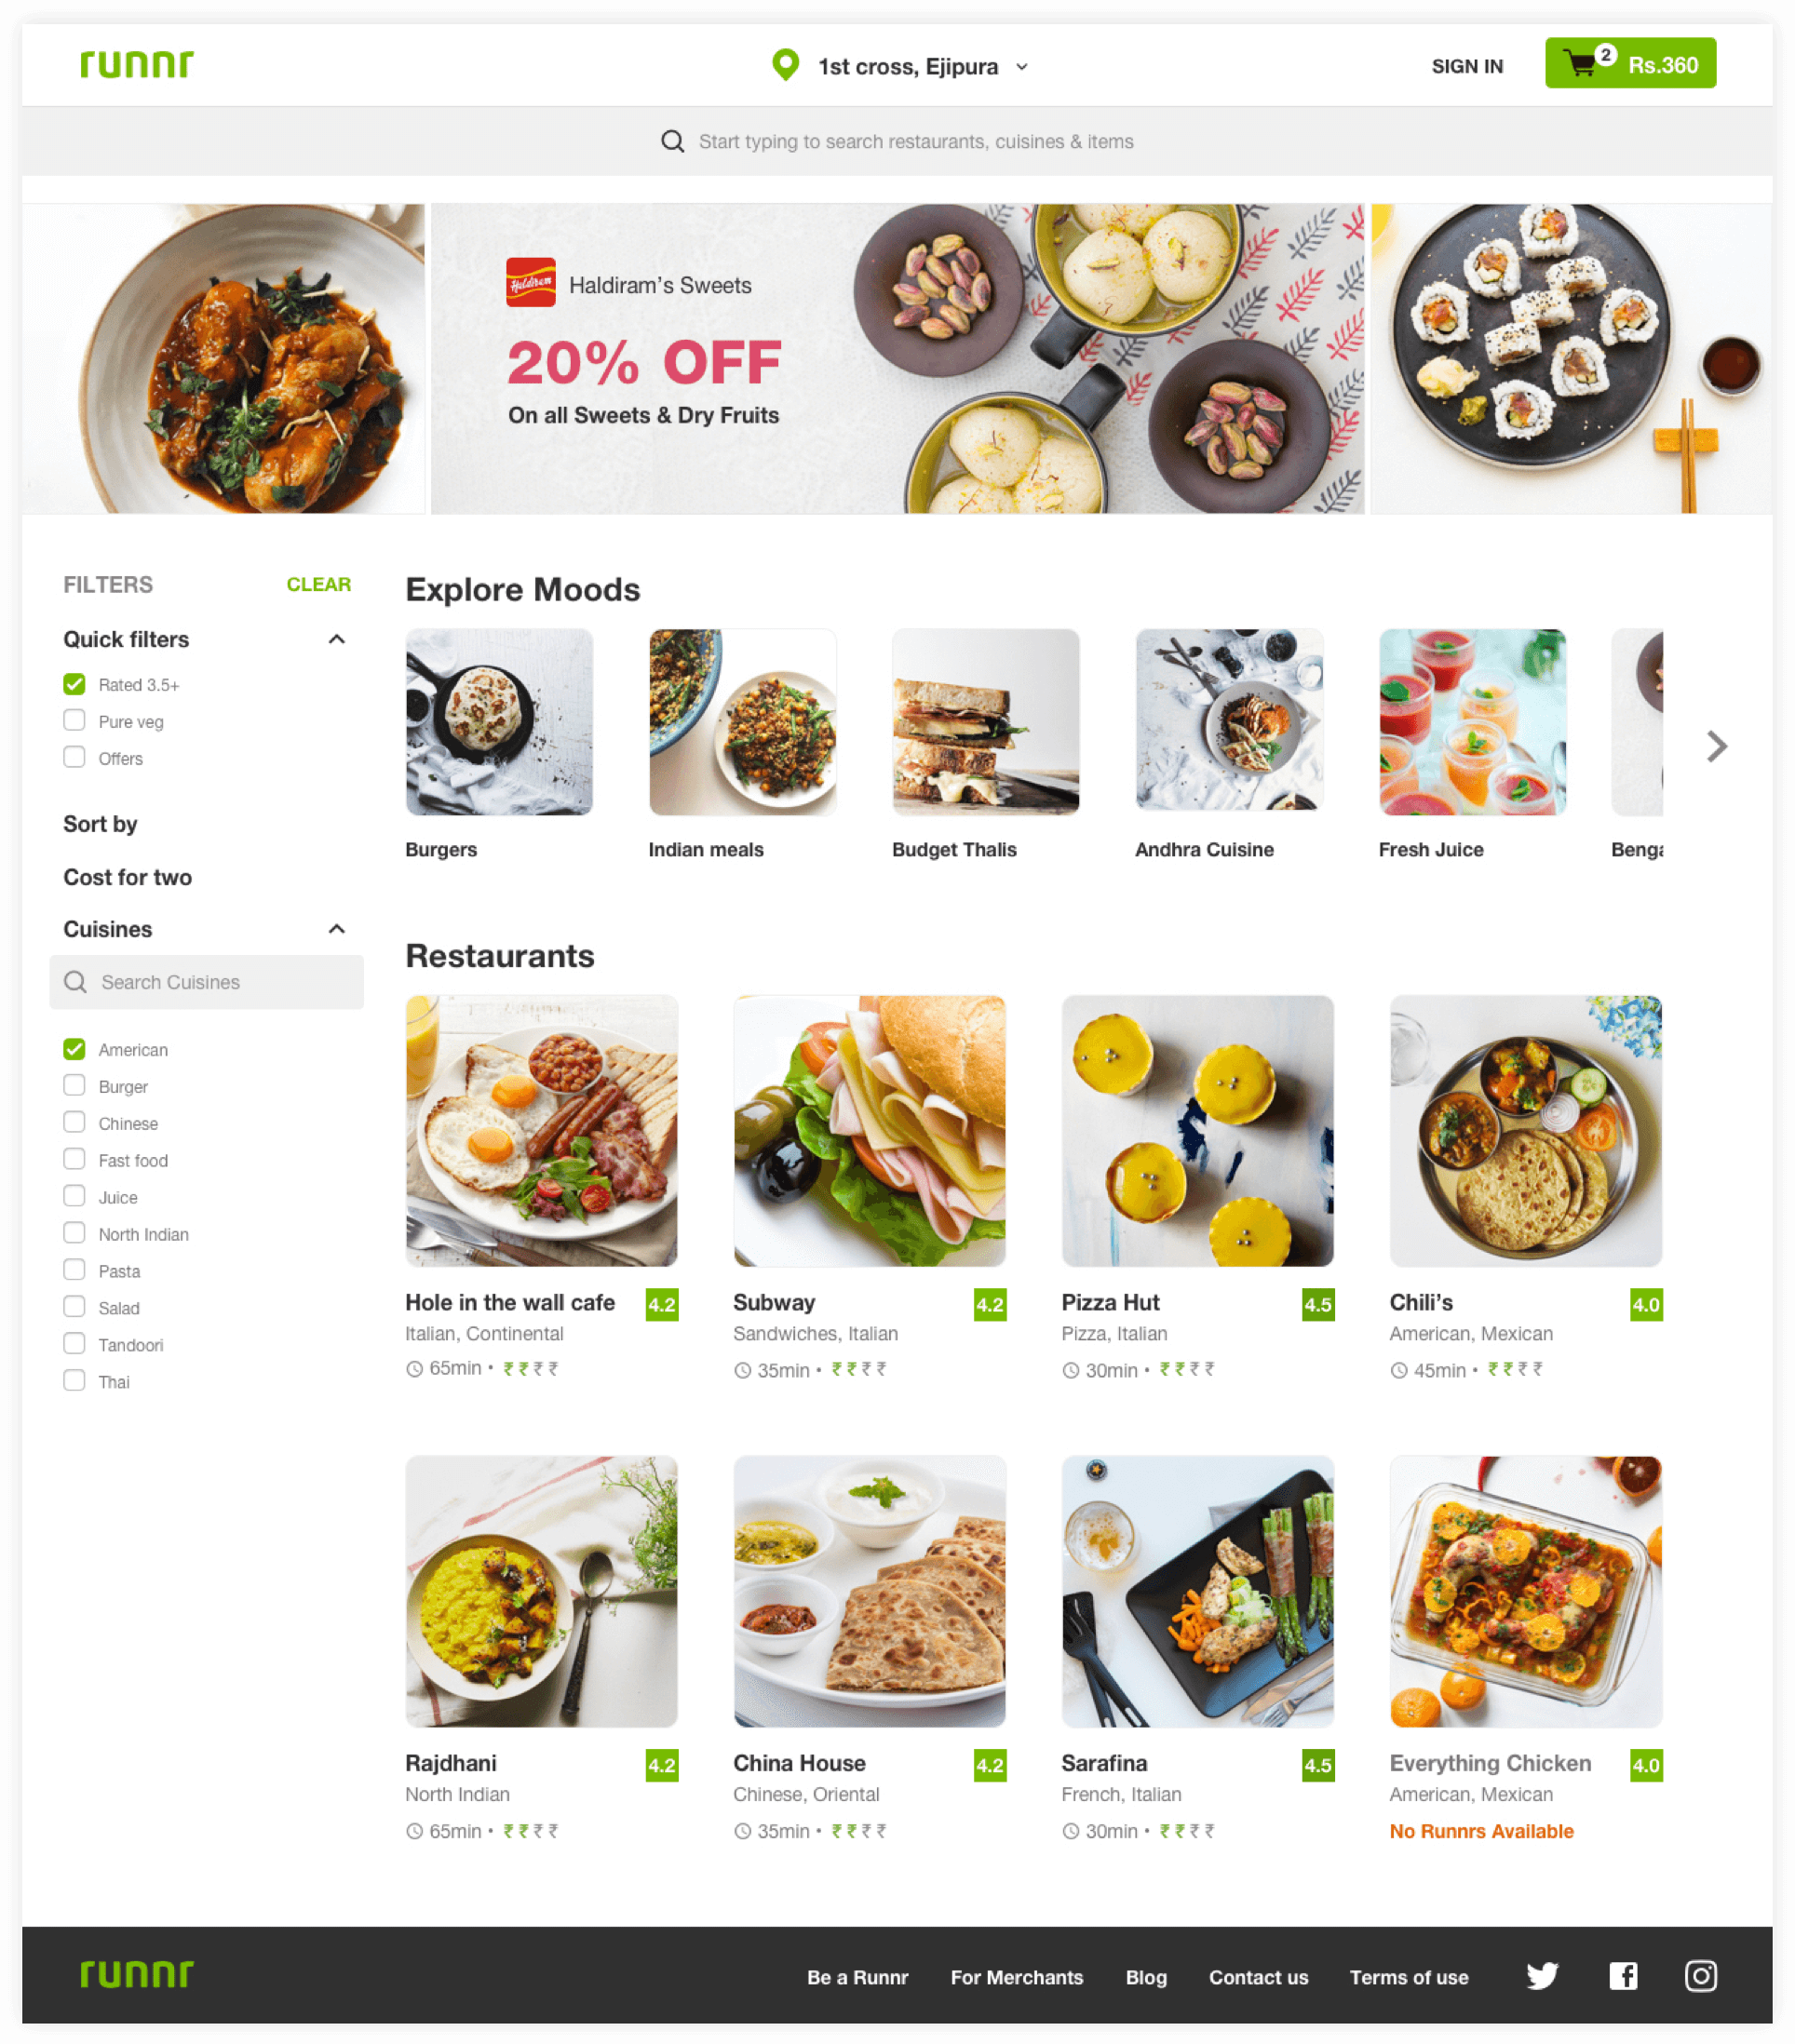 runnr
1st cross, Ejipura
SIGN IN
2
Rs.360
Start typing to search restaurants, cuisines & items
Haldiram
Haldiram’s Sweets
20% OFF
On all Sweets & Dry Fruits
FILTERS
CLEAR
Quick filters
Rated 3.5+
Pure veg
Offers
Sort by
Cost for two
Cuisines
Search Cuisines
American
Burger
Chinese
Fast food
Juice
North Indian
Pasta
Salad
Tandoori
Thai
Explore Moods
Burgers
Indian meals
Budget Thalis
Andhra Cuisine
Fresh Juice
Benga
Restaurants
Hole in the wall cafe
4.2
Italian, Continental
65min • ₹₹₹₹
Subway
4.2
Sandwiches, Italian
35min • ₹₹₹₹
Pizza Hut
4.5
Pizza, Italian
30min • ₹₹₹₹
Chili’s
4.0
American, Mexican
45min • ₹₹₹₹
Rajdhani
4.2
North Indian
65min • ₹₹₹₹
China House
4.2
Chinese, Oriental
35min • ₹₹₹₹
Sarafina
4.5
French, Italian
30min • ₹₹₹₹
Everything Chicken
4.0
American, Mexican
No Runnrs Available
runnr
Be a Runnr
For Merchants
Blog
Contact us
Terms of use